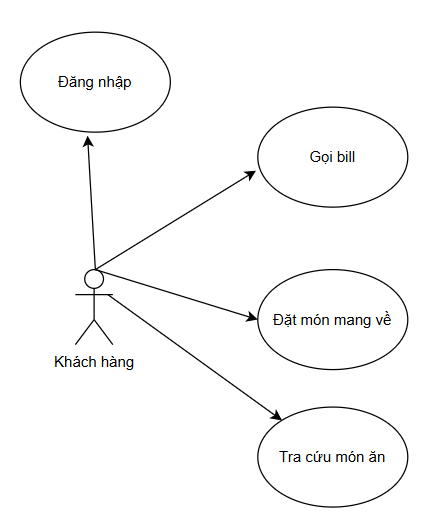 Đăng nhập
Gọi bill
Đặt món mang về
Khách hàng
Tra cứu món ăn